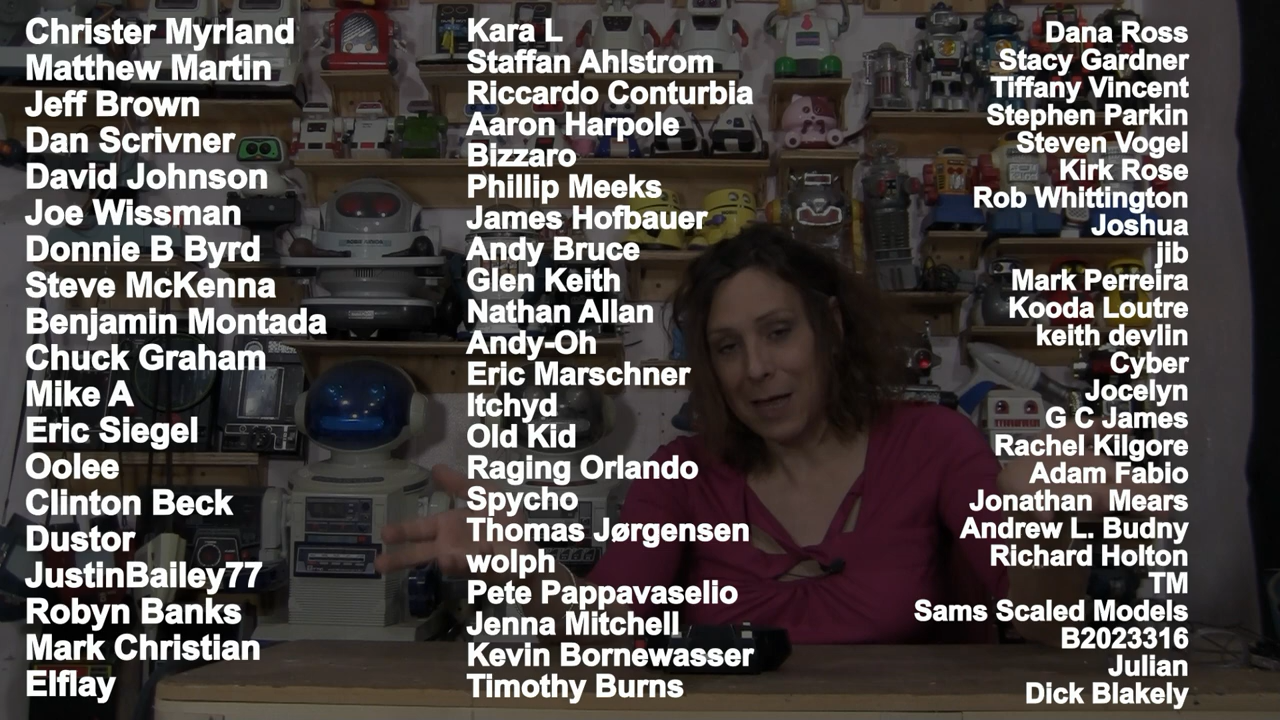 Christer Myrland
Matthew Martin
Jeff Brown
Dan Scrivner
David Johnson
Joe Wissman
Donnie B Byrd
Steve McKenna
Benjamin Montada
Chuck Graham
Mike A
Eric Siegel
Oolee
Clinton Beck
Dustor
JustinBailey77
Robyn Banks
Mark Christian
Elflay
Kara L
Staffan Ahlstrom
Riccardo Conturbia
Aaron Harpole
Bizzaro
Phillip Meeks
James Hofbauer
Andy Bruce
Glen Keith
Nathan Allan
Andy-Oh
Eric Marschner
Itchyd
Old Kid
Raging Orlando
Spycho
Thomas Jørgensen
wolph
Pete Pappavaselio
Jenna Mitchell
Kevin Bornewasser
Timothy Burns
Dana Ross
Stacy Gardner
Tiffany Vincent
Stephen Parkin
Steven Vogel
Kirk Rose
Rob Whittington
Joshua
jib
Mark Perreira
Kooda Loutre
keith devlin
Cyber
Jocelyn
G C James
Rachel Kilgore
Adam Fabio
Jonathan  Mears
Andrew L. Budny
Richard Holton
TM
Sams Scaled Models
B2023316
Julian
Dick Blakely